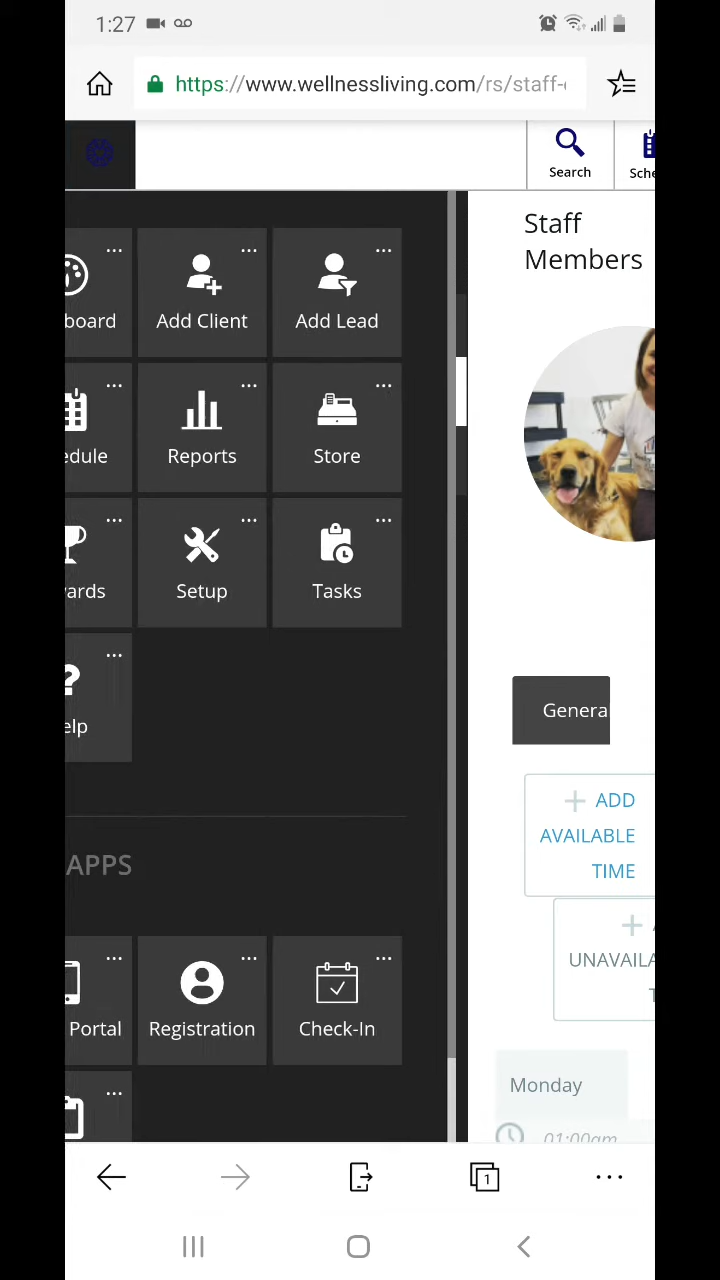 1:27
https://www.wellnessliving.com/rs/staff-
Search
Sche
Staff
Members
board
Add Client
Add Lead
edule
Reports
Store
ards
Setup
Tasks
elp
Genera
+ ADD
AVAILABLE
TIME
APPS
+
UNAVAILA
T
Portal
Registration
Check-In
Monday
01:00am
1